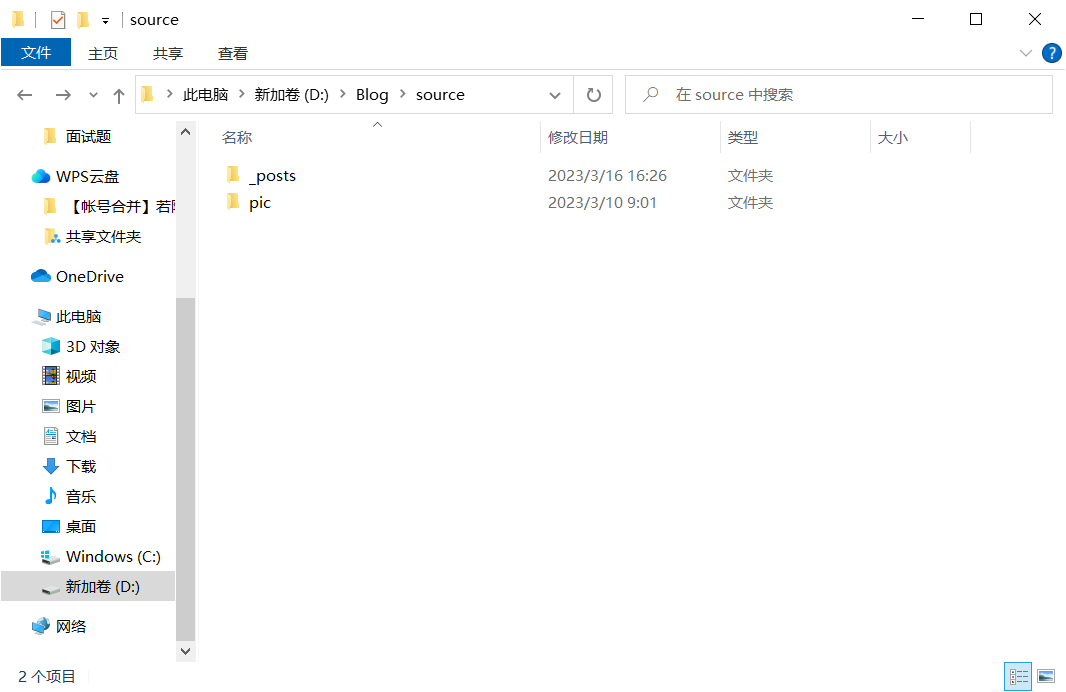 source
文件 主页 共享 查看
此电脑 新加卷 (D:) Blog source 在 source 中搜索
名称 修改日期 类型 大小
_posts 2023/3/16 16:26 文件夹
pic 2023/3/10 9:01 文件夹
面试题
WPS云盘
【帐号合并】若
共享文件夹
OneDrive
此电脑
3D 对象
视频
图片
文档
下载
音乐
桌面
Windows (C:)
新加卷 (D:)
网络
2 个项目